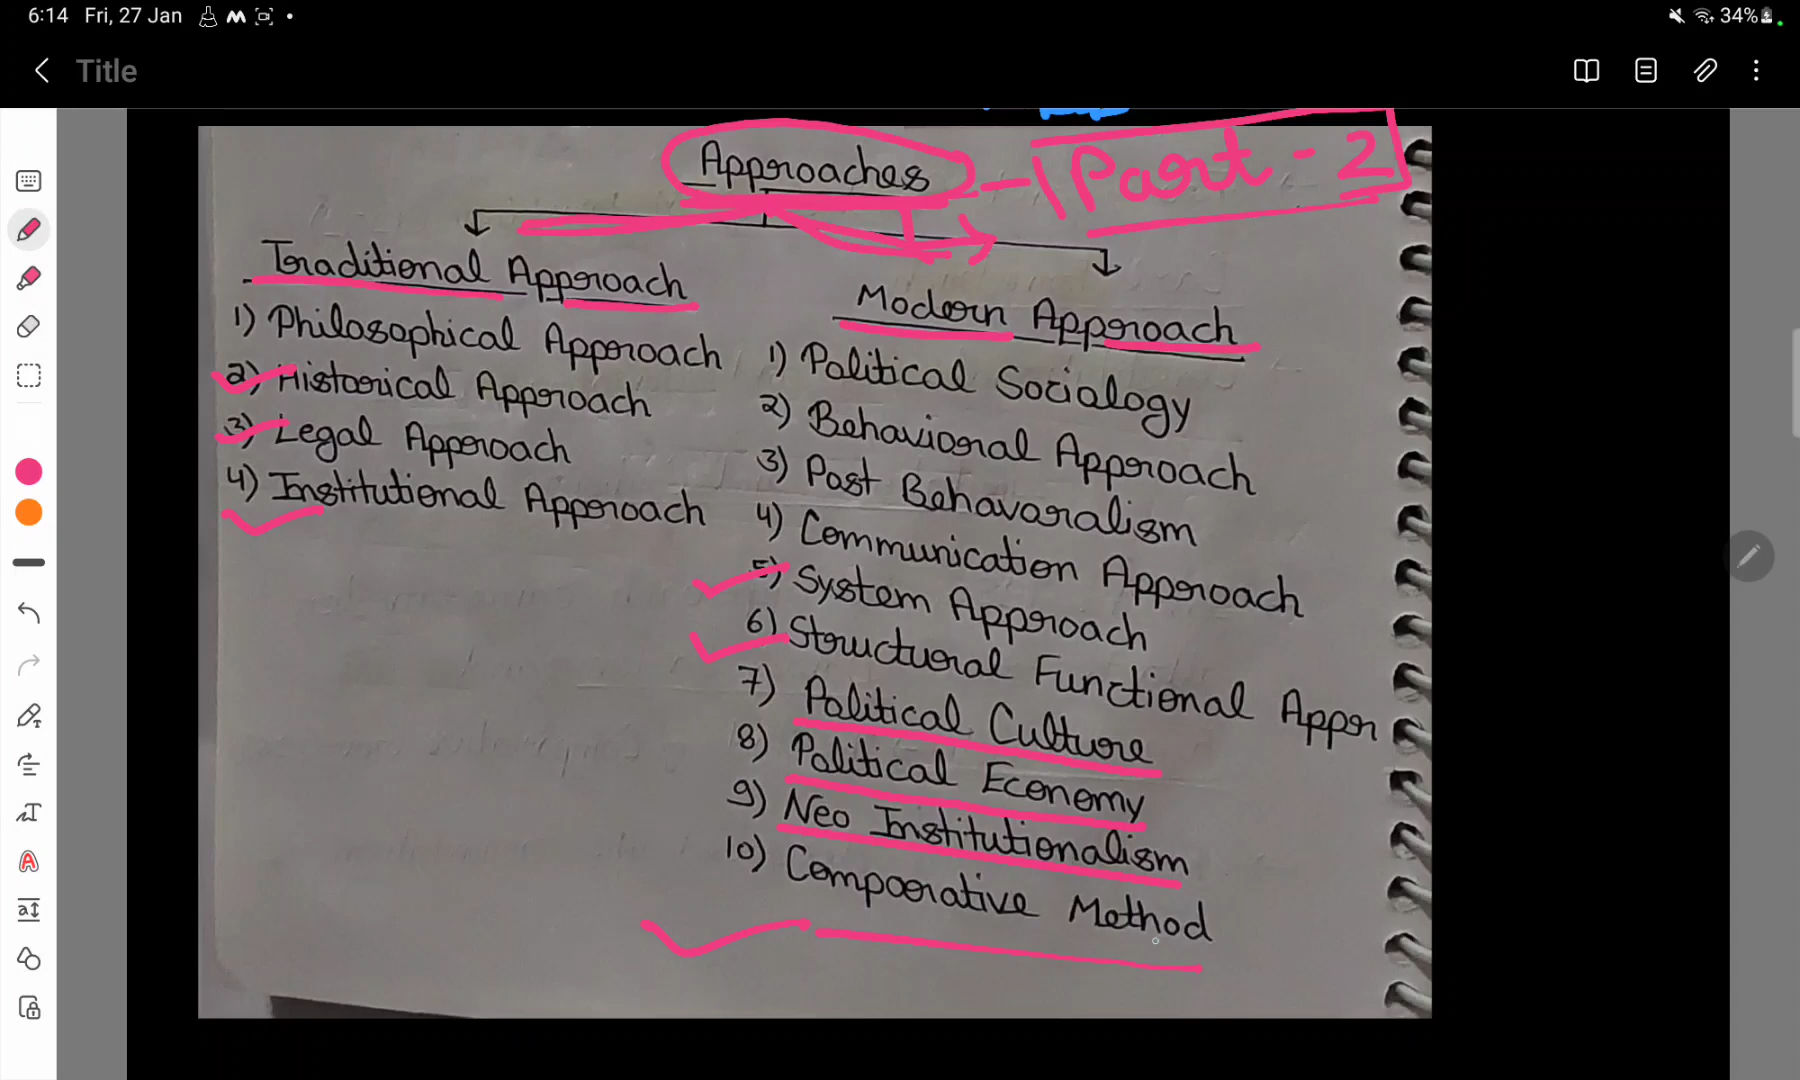 6:14 Fri, 27 Jan
34%
Title
Approaches - Part - 2
Traditional Approach
1) Philosophical Approach
2) Historical Approach
3) Legal Approach
4) Institutional Approach
Modern Approach
1) Political Socialogy
2) Behavioral Approach
3) Post Behavaralism
4) Communication Approach
5) System Approach
6) Structural Functional Appr
7) Political Culture
8) Political Economy
9) Neo Institutionalism
10) Comparative Method